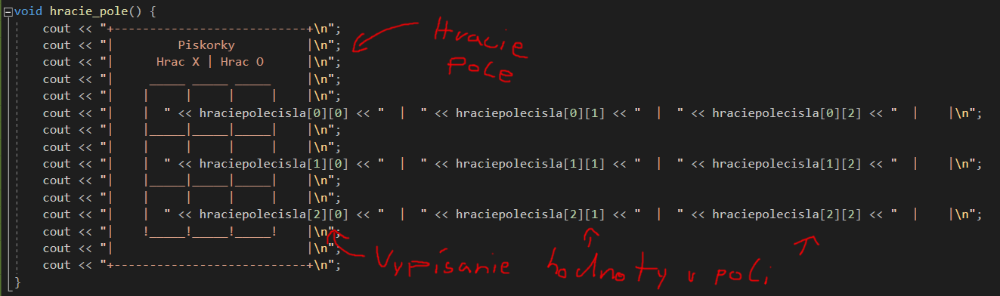 void hracie_pole() {
cout << "+---------------------------+\n";
cout << "|         Piskorky          |\n";
cout << "|      Hrac X | Hrac O      |\n";
cout << "|     _____ _____ _____     |\n";
cout << "|    |     |     |     |    |\n";
cout << "|    |  " << hraciepolecisla[0][0] << "  |  " << hraciepolecisla[0][1] << "  |  " << hraciepolecisla[0][2] << "  |    |\n";
cout << "|    |_____|_____|_____|    |\n";
cout << "|    |     |     |     |    |\n";
cout << "|    |  " << hraciepolecisla[1][0] << "  |  " << hraciepolecisla[1][1] << "  |  " << hraciepolecisla[1][2] << "  |    |\n";
cout << "|    |_____|_____|_____|    |\n";
cout << "|    |     |     |     |    |\n";
cout << "|    |  " << hraciepolecisla[2][0] << "  |  " << hraciepolecisla[2][1] << "  |  " << hraciepolecisla[2][2] << "  |    |\n";
cout << "|    !_____!_____!_____!    |\n";
cout << "|                           |\n";
cout << "+---------------------------+\n";
}
Hracie
Pole
Vypísanie hodnoty v poli